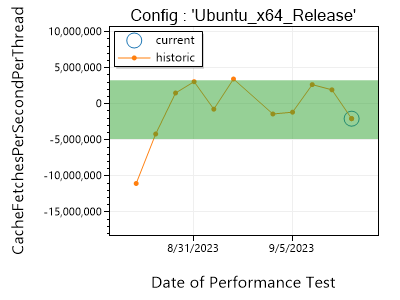 Config : 'Ubuntu_x64_Release'
CacheFetchesPerSecondPerThread
10,000,000
5,000,000
0
-5,000,000
-10,000,000
-15,000,000
current
historic
8/31/2023
9/5/2023
Date of Performance Test